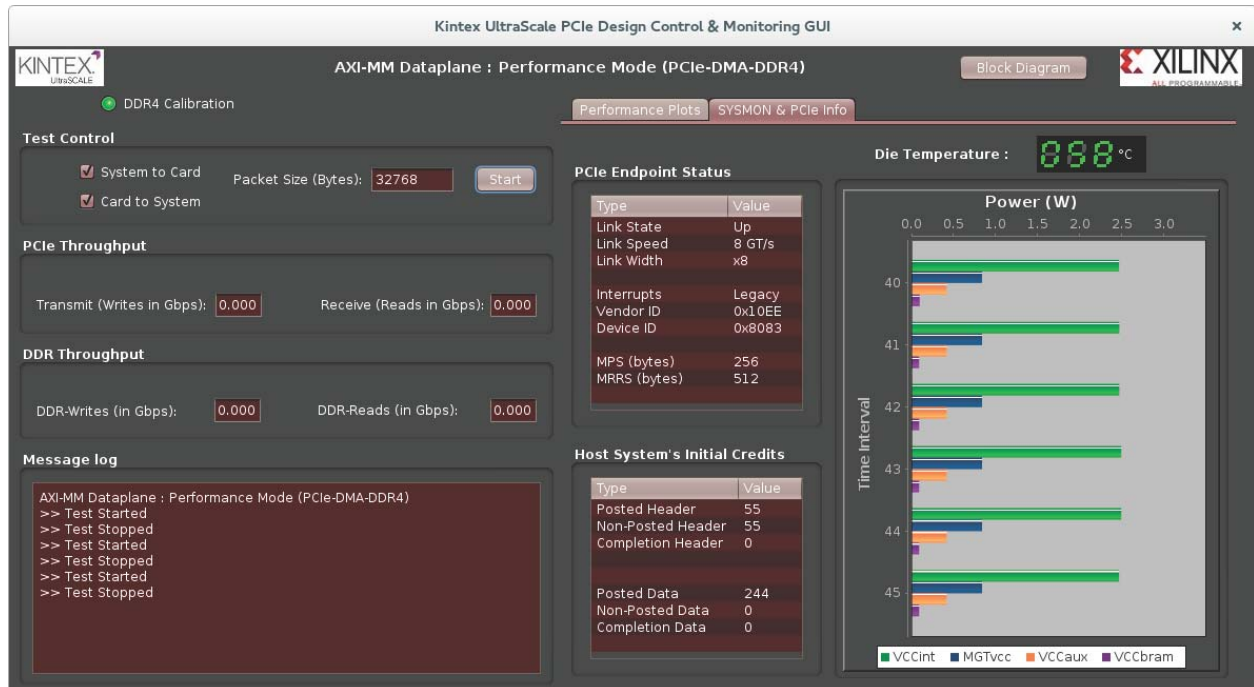 Kintex UltraScale PCIe Design Control & Monitoring GUI ×
KINTEX.
UltraSCALE
AXI-MM Dataplane : Performance Mode (PCIe-DMA-DDR4)
Block Diagram
XILINX
ALL PROGRAMMABLE
DDR4 Calibration
Test Control
System to Card
Card to System
Packet Size (Bytes): 32768
Start
PCIe Throughput
Transmit (Writes in Gbps): 0.000
Receive (Reads in Gbps): 0.000
DDR Throughput
DDR-Writes (in Gbps): 0.000
DDR-Reads (in Gbps): 0.000
Message log
AXI-MM Dataplane : Performance Mode (PCIe-DMA-DDR4)
>> Test Started
>> Test Stopped
>> Test Started
>> Test Stopped
>> Test Started
>> Test Stopped
Performance Plots
SYSMON & PCIe Info
PCIe Endpoint Status
Type Value
Link State Up
Link Speed 8 GT/s
Link Width x8
Interrupts Legacy
Vendor ID 0x10EE
Device ID 0x8083
MPS (bytes) 256
MRRS (bytes) 512
Host System's Initial Credits
Type Value
Posted Header 55
Non-Posted Header 55
Completion Header 0
Posted Data 244
Non-Posted Data 0
Completion Data 0
Die Temperature : °C
Power (W)
0.0 0.5 1.0 1.5 2.0 2.5 3.0
Time Interval
40
41
42
43
44
45
VCCint MGTvcc VCCaux VCCbram